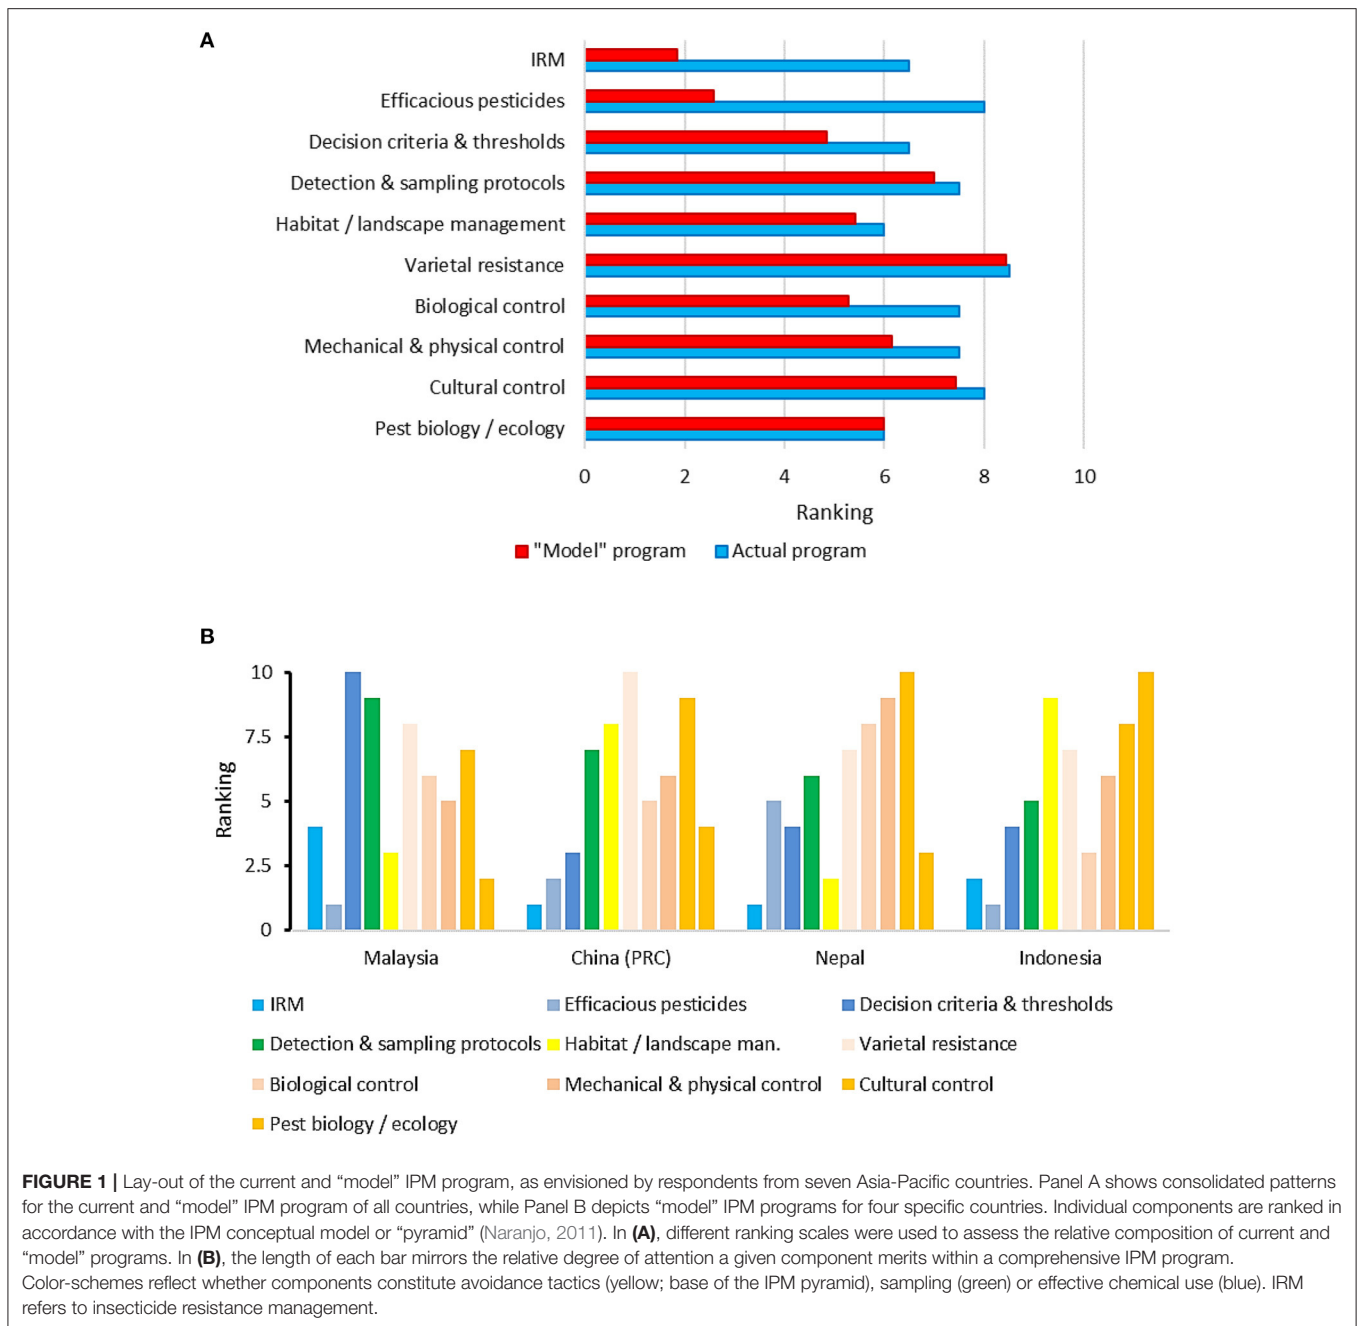 A
IRM
Efficacious pesticides
Decision criteria & thresholds
Detection & sampling protocols
Habitat / landscape management
Varietal resistance
Biological control
Mechanical & physical control
Cultural control
Pest biology / ecology
0 2 4 6 8 10
Ranking
"Model" program Actual program
B
10
7.5
5
2.5
0
Ranking
Malaysia China (PRC) Nepal Indonesia
IRM Efficacious pesticides Decision criteria & thresholds
Detection & sampling protocols Habitat / landscape man. Varietal resistance
Biological control Mechanical & physical control Cultural control
Pest biology / ecology
FIGURE 1 | Lay-out of the current and “model” IPM program, as envisioned by respondents from seven Asia-Pacific countries. Panel A shows consolidated patterns
for the current and “model” IPM program of all countries, while Panel B depicts “model” IPM programs for four specific countries. Individual components are ranked in
accordance with the IPM conceptual model or “pyramid” (Naranjo, 2011). In (A), different ranking scales were used to assess the relative composition of current and
“model” programs. In (B), the length of each bar mirrors the relative degree of attention a given component merits within a comprehensive IPM program.
Color-schemes reflect whether components constitute avoidance tactics (yellow; base of the IPM pyramid), sampling (green) or effective chemical use (blue). IRM
refers to insecticide resistance management.